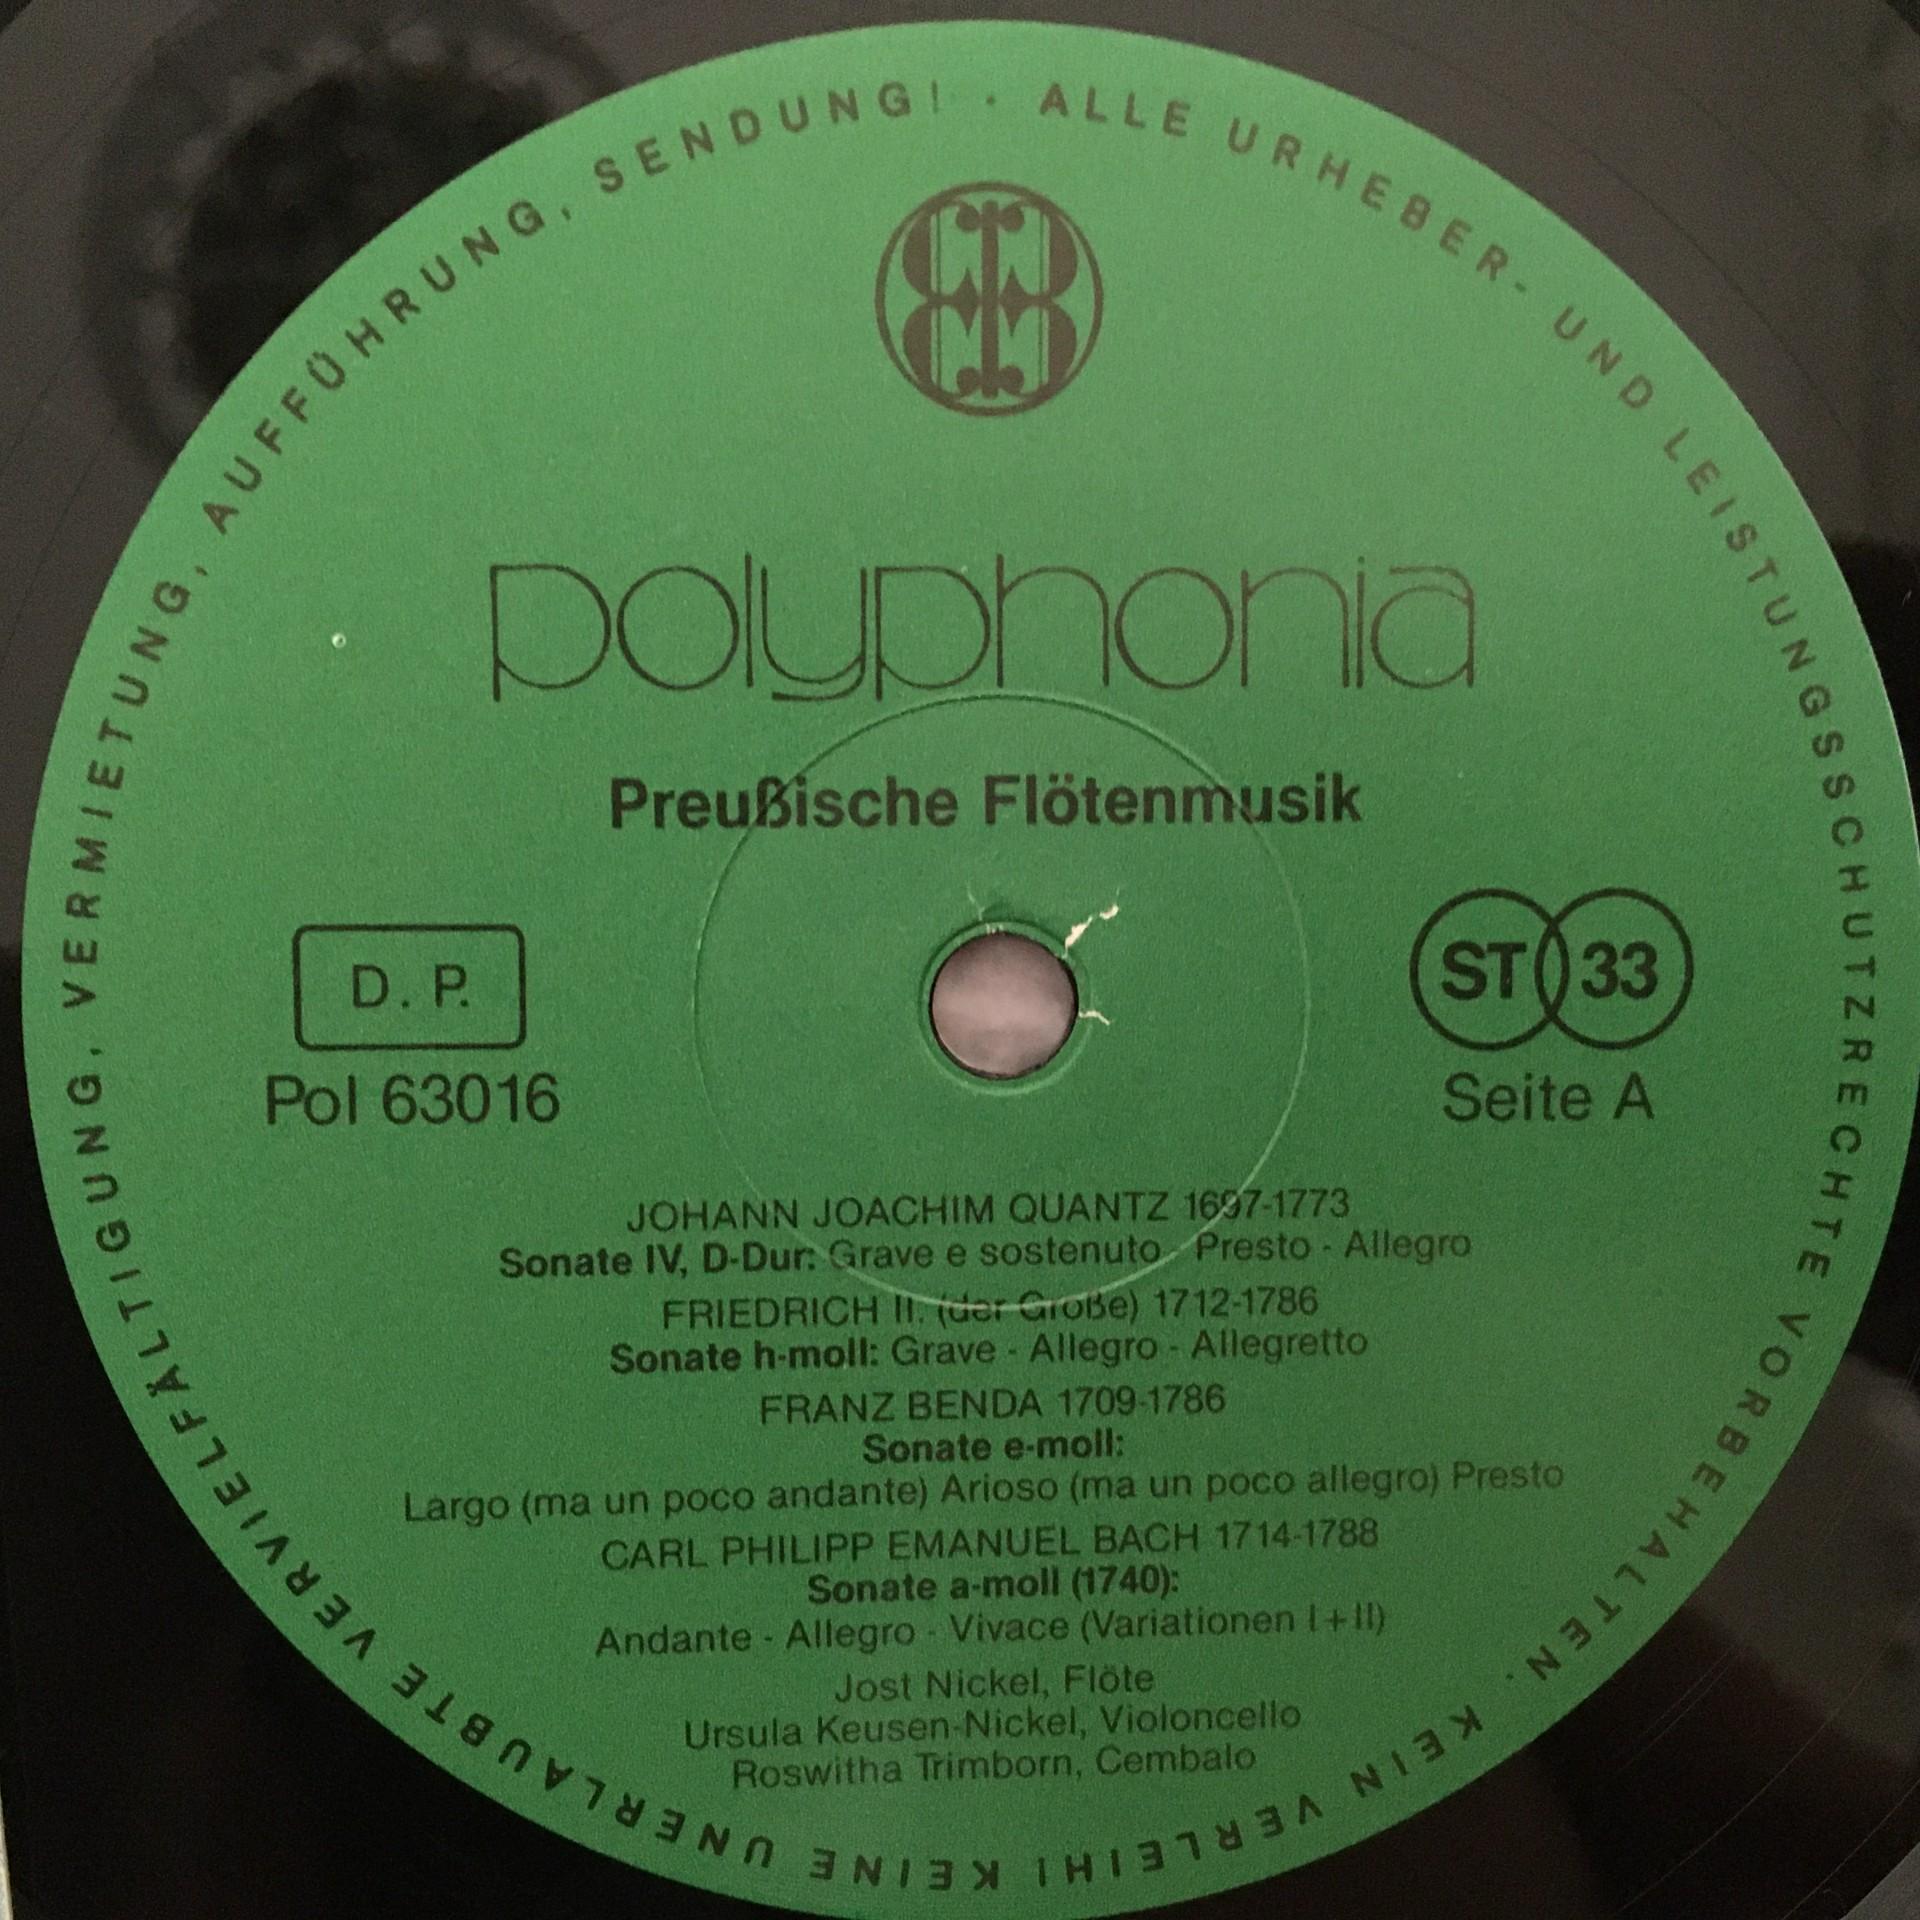 ALLE URHEBER- UND LEISTUNGSSCHUTZRECHTE VORBEHALTEN. KEIN VERLEIH! KEINE UNERLAUBTE VERVIELFÄLTIGUNG, VERMIETUNG, AUFFÜHRUNG, SENDUNG! ·
polyphonia
Preußische Flötenmusik
D. P.
Pol 63016
ST 33
Seite A
JOHANN JOACHIM QUANTZ 1697-1773
Sonate IV, D-Dur: Grave e sostenuto - Presto - Allegro
FRIEDRICH II. (der Große) 1712-1786
Sonate h-moll: Grave - Allegro - Allegretto
FRANZ BENDA 1709-1786
Sonate e-moll:
Largo (ma un poco andante) Arioso (ma un poco allegro) Presto
CARL PHILIPP EMANUEL BACH 1714-1788
Sonate a-moll (1740):
Andante - Allegro - Vivace (Variationen I+II)
Jost Nickel, Flöte
Ursula Keusen-Nickel, Violoncello
Roswitha Trimborn, Cembalo